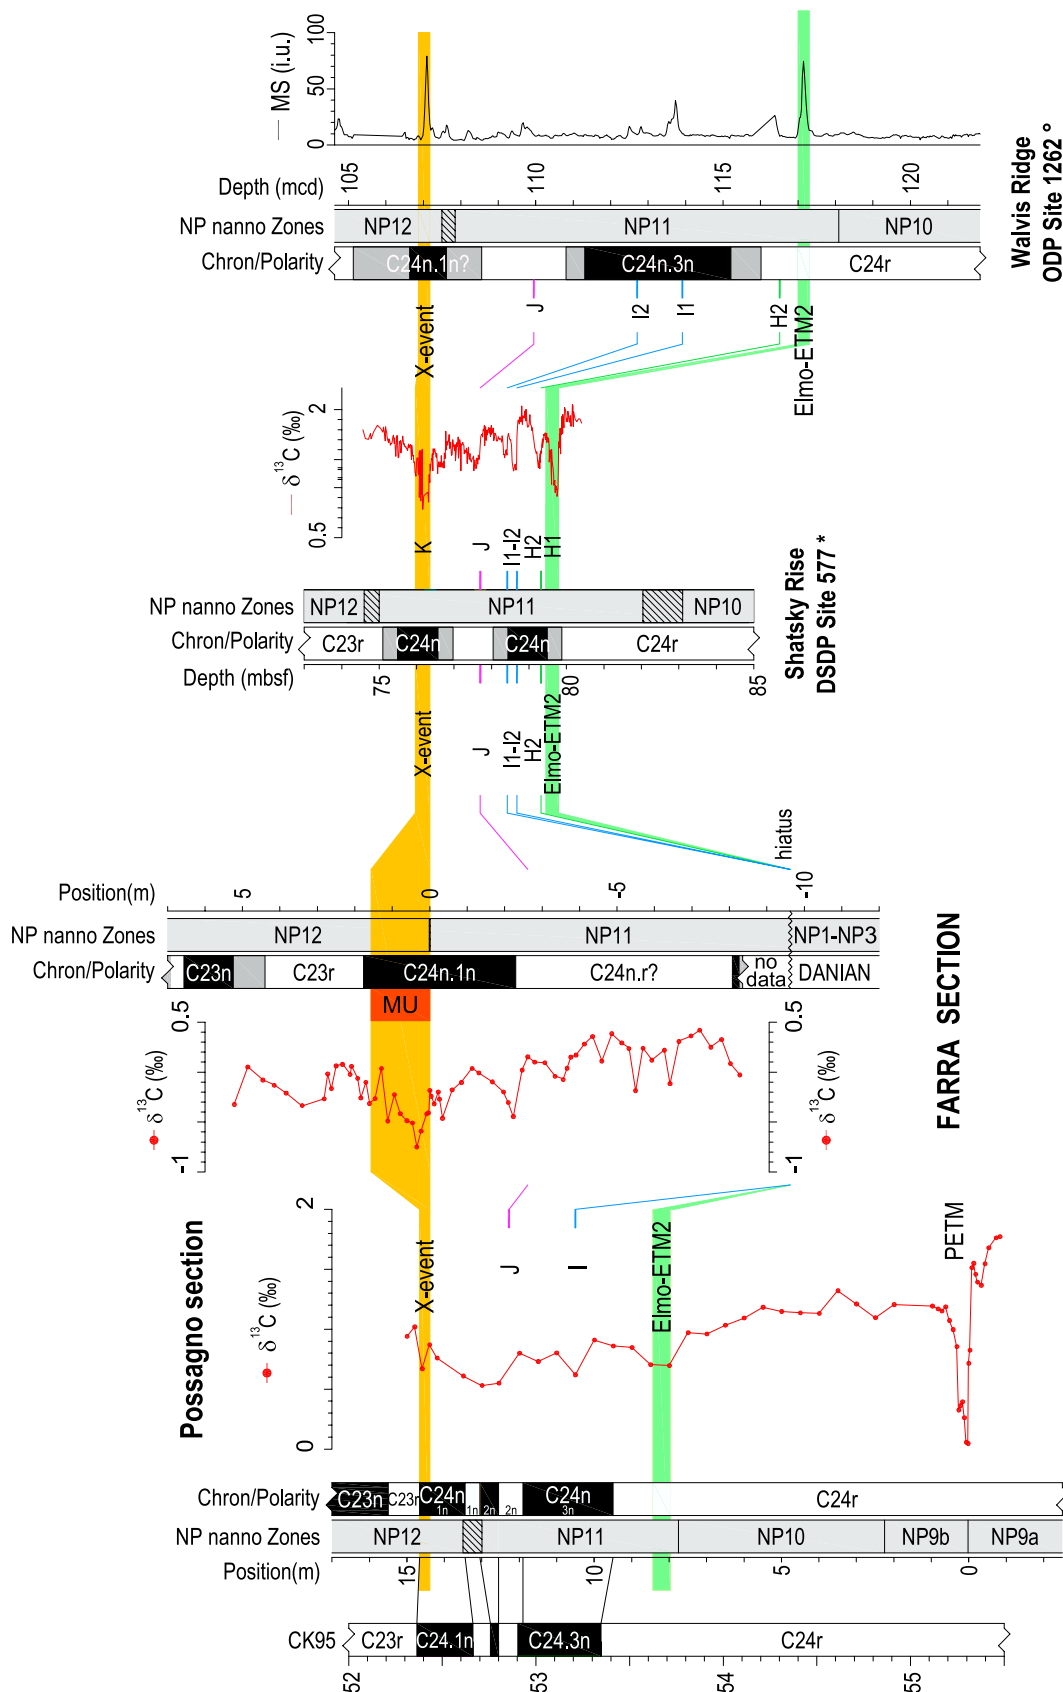 100
50
0
— MS (i.u.)
105
110
115
120
Depth (mcd)
NP nanno Zones
NP12
NP11
NP10
Chron/Polarity
C24n.1n?
C24n.3n
C24r
Walvis Ridge
ODP Site 1262 °
X-event
J
I2
I1
H2
Elmo-ETM2
2
0.5
— δ13C (‰)
K
J
I1-I2
H2
H1
NP nanno Zones
NP12
NP11
NP10
Chron/Polarity
C23r
C24n
C24n
C24r
Depth (mbsf)
75
80
85
Shatsky Rise
DSDP Site 577 *
X-event
J
I1-I2
H2
Elmo-ETM2
hiatus
Position(m)
5
0
-5
-10
NP nanno Zones
NP12
NP11
NP1-NP3
Chron/Polarity
C23n
C23r
C24n.1n
C24n.r?
no data
DANIAN
MU
0.5
-1
δ13C (‰)
0.5
-1
δ13C (‰)
FARRA SECTION
Possagno section
2
0
δ13C (‰)
X-event
J
I
Elmo-ETM2
PETM
Chron/Polarity
C23n
C23r
C24n
1n
1n
2n
2n
C24n
3n
C24r
NP nanno Zones
NP12
NP11
NP10
NP9b
NP9a
Position(m)
15
10
5
0
CK95
C23r
C24.1n
C24.3n
C24r
52
53
54
55